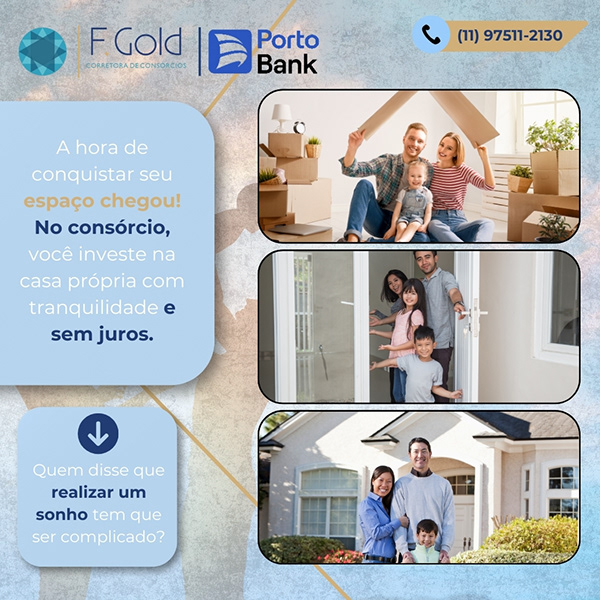 F Gold
CORRETORA DE CONSÓRCIOS
Porto
Bank
(11) 97511-2130
A hora de
conquistar seu
espaço chegou!
No consórcio,
você investe na
casa própria com
tranquilidade e
sem juros.
Quem disse que
realizar um
sonho tem que
ser complicado?